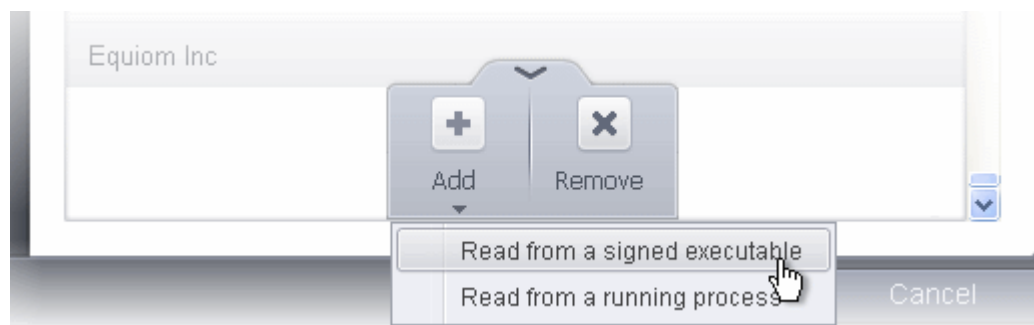 Equiom Inc
Add
Remove
Read from a signed executable
Read from a running process
Cancel